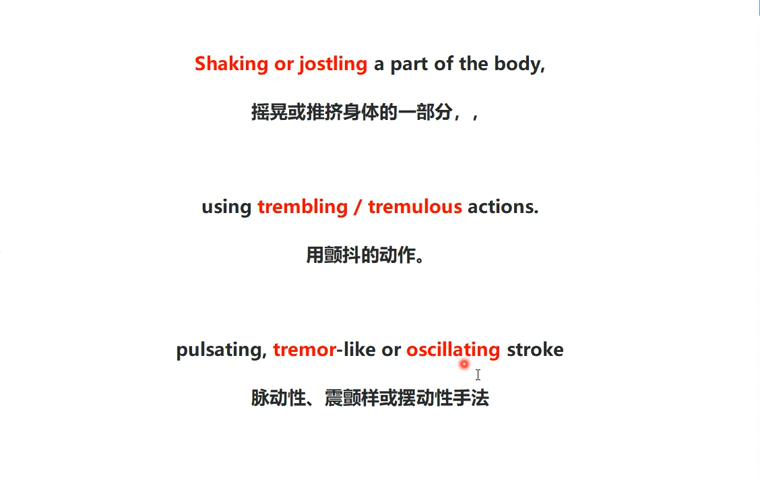 Shaking or jostling a part of the body,
摇晃或推挤身体的一部分，,
using trembling / tremulous actions.
用颤抖的动作。
pulsating, tremor-like or oscillating stroke
脉动性、震颤样或摆动性手法